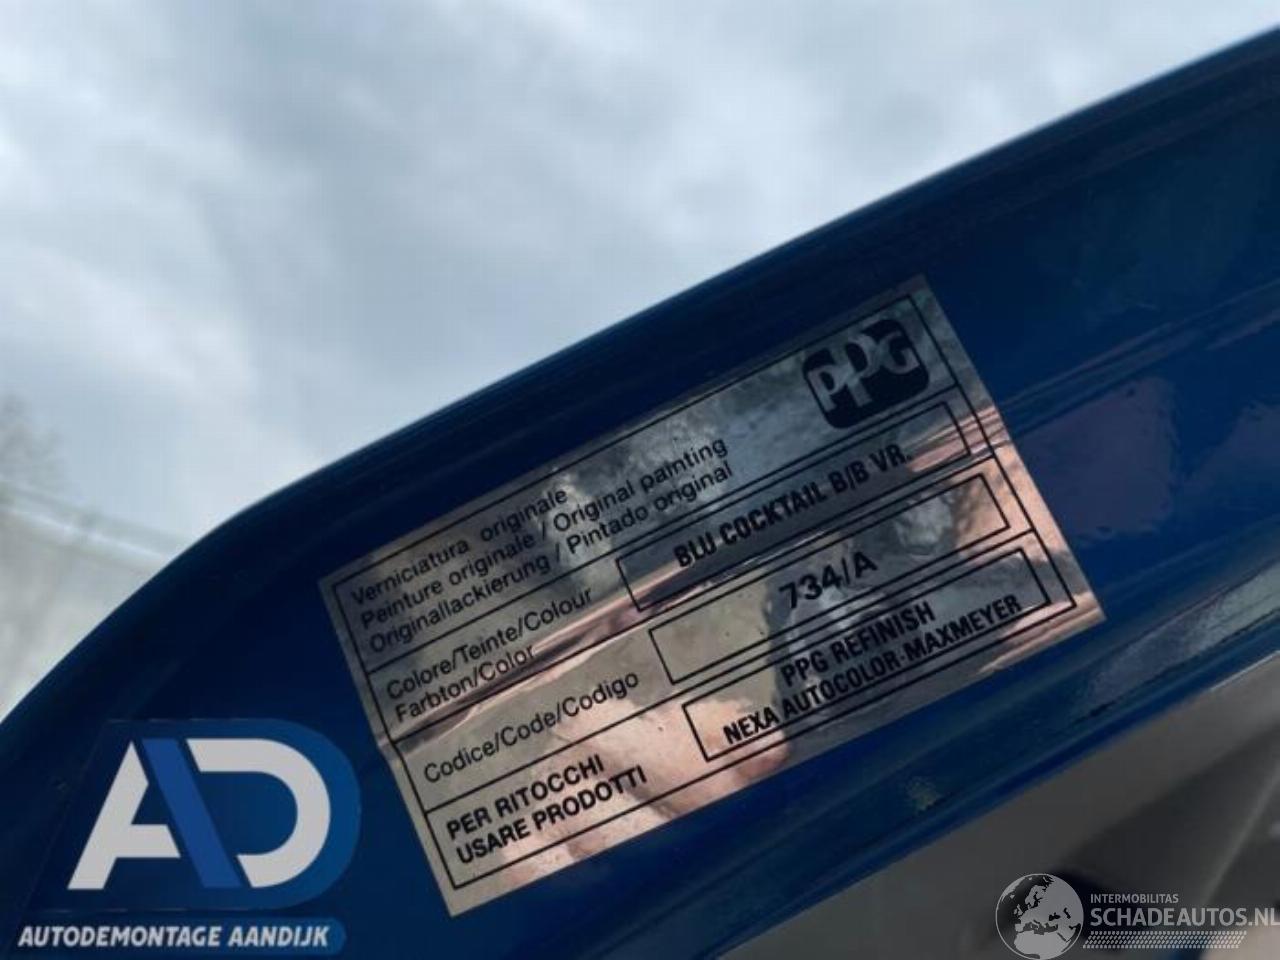 PPG
Verniciatura originale
Peinture originale / Original painting
Originallackierung / Pintado original
Colore/Teinte/Colour
Farbton/Color
BLU COCKTAIL B/B VR.
Codice/Code/Codigo
734/A
PER RITOCCHI
USARE PRODOTTI
PPG REFINISH
NEXA AUTOCOLOR-MAXMEYER
AD
AUTODEMONTAGE AANDIJK
INTERMOBILITAS
SCHADEAUTOS.NL